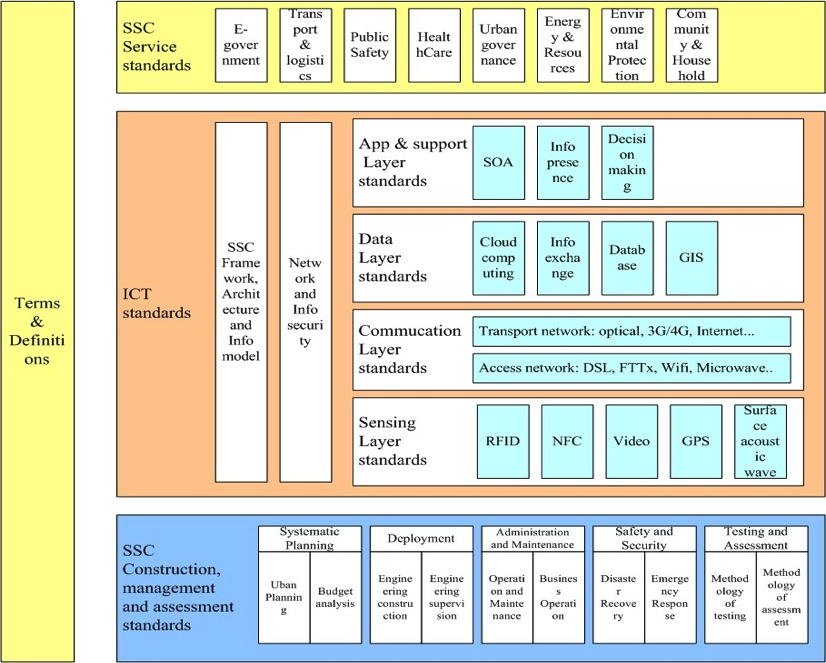 Terms
&
Definiti
ons
SSC
Service
standards
E-
gover
nment
Trans
port
&
logisti
cs
Public
Safety
Healt
hCare
Urban
gover
nance
Energ
y &
Resou
rces
Envir
onme
ntal
Prote
ction
Com
munit
y &
House
hold
ICT
standards
SSC
Frame
work,
Archit
ecture
and
Info
model
Netw
ork
and
Info
securi
ty
App & support
Layer
standards
SOA
Info
prese
nce
Decisi
on
makin
g
Data
Layer
standards
Cloud
comp
uting
Info
excha
nge
Datab
ase
GIS
Commucation
Layer
standards
Transport network: optical, 3G/4G, Internet...
Access network: DSL, FTTx, Wifi, Microwave..
Sensing
Layer
standards
RFID
NFC
Video
GPS
Surfa
ce
acoust
ic
wave
SSC
Construction,
management
and assessment
standards
Systematic
Planning
Uban
Plannin
g
Budget
analysis
Deployment
Engine
ering
constru
ction
Engine
ering
supervi
sion
Administration
and Maintenance
Operati
on and
Mainte
nance
Busines
s
Operati
on
Safety and
Security
Disaste
r
Recove
ry
Emerge
ncy
Respon
se
Testing and
Assessment
Method
ology
of
testing
Method
ology
of
assessm
ent